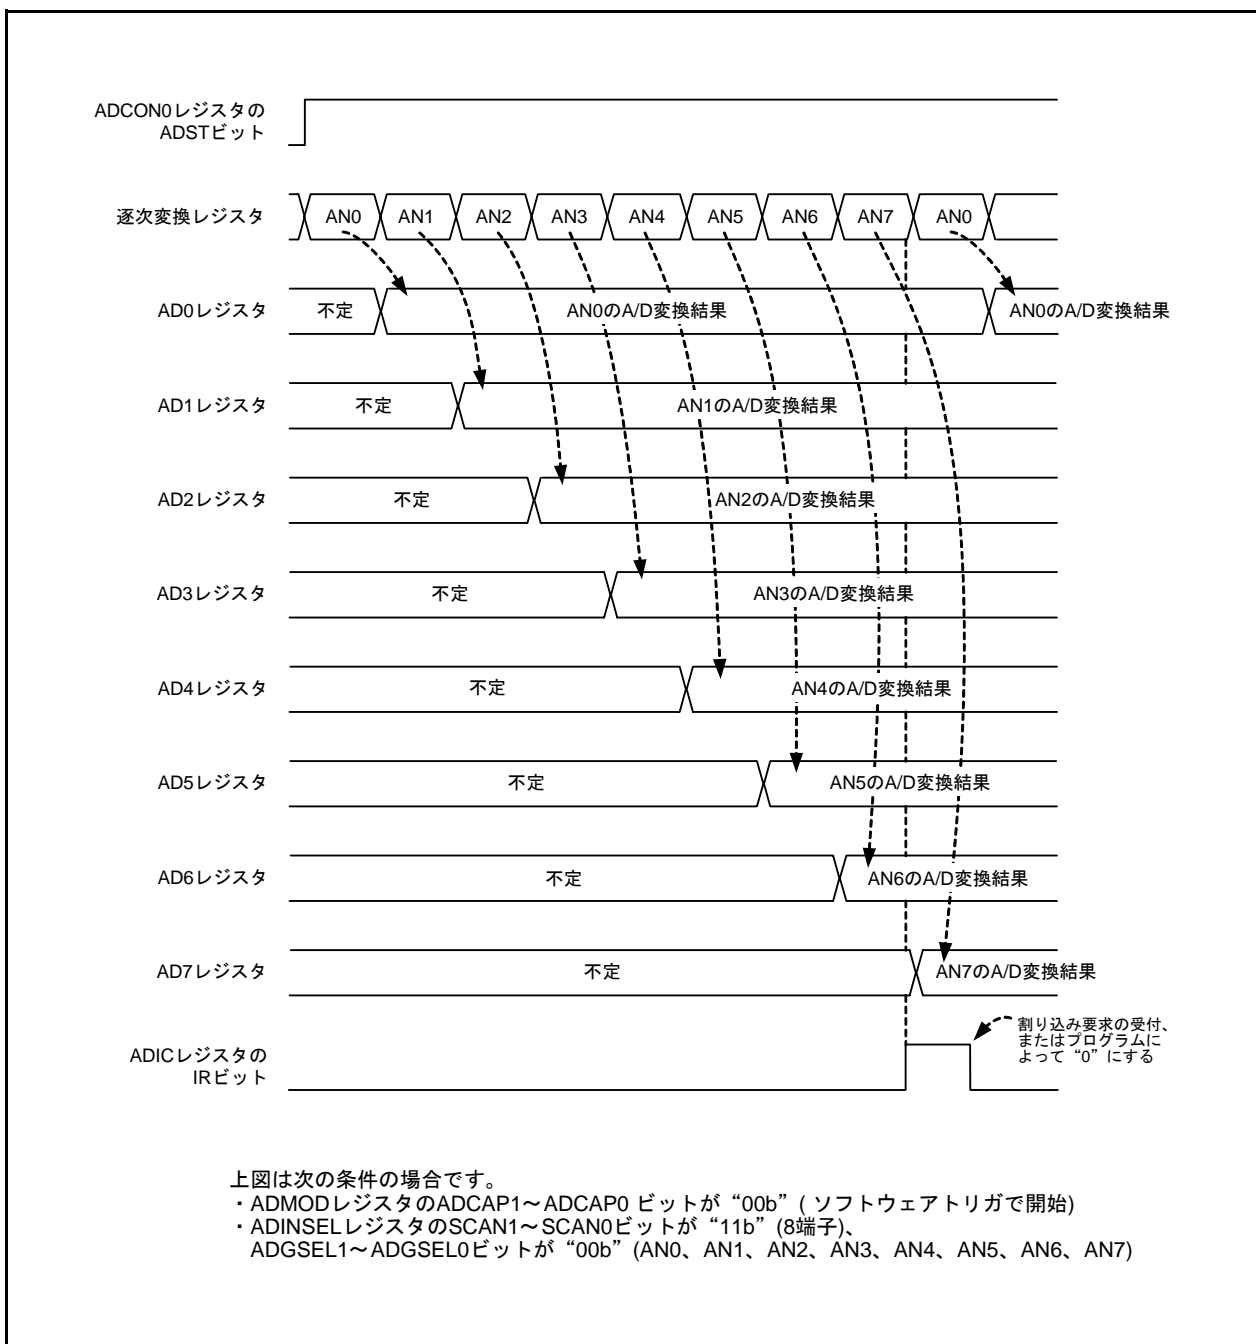 ADCON0レジスタの
ADSTビット
逐次変換レジスタ
AN0 AN1 AN2 AN3 AN4 AN5 AN6 AN7 AN0
AD0レジスタ 不定 AN0のA/D変換結果 AN0のA/D変換結果
AD1レジスタ 不定 AN1のA/D変換結果
AD2レジスタ 不定 AN2のA/D変換結果
AD3レジスタ 不定 AN3のA/D変換結果
AD4レジスタ 不定 AN4のA/D変換結果
AD5レジスタ 不定 AN5のA/D変換結果
AD6レジスタ 不定 AN6のA/D変換結果
AD7レジスタ 不定 AN7のA/D変換結果
ADICレジスタの
IRビット
割り込み要求の受付、
またはプログラムに
よって“0”にする
上図は次の条件の場合です。
・ADMODレジスタのADCAP1～ADCAP0 ビットが“00b”( ソフトウェアトリガで開始)
・ADINSELレジスタのSCAN1～SCAN0ビットが“11b”(8端子)、
ADGSEL1～ADGSEL0ビットが“00b”(AN0、AN1、AN2、AN3、AN4、AN5、AN6、AN7)